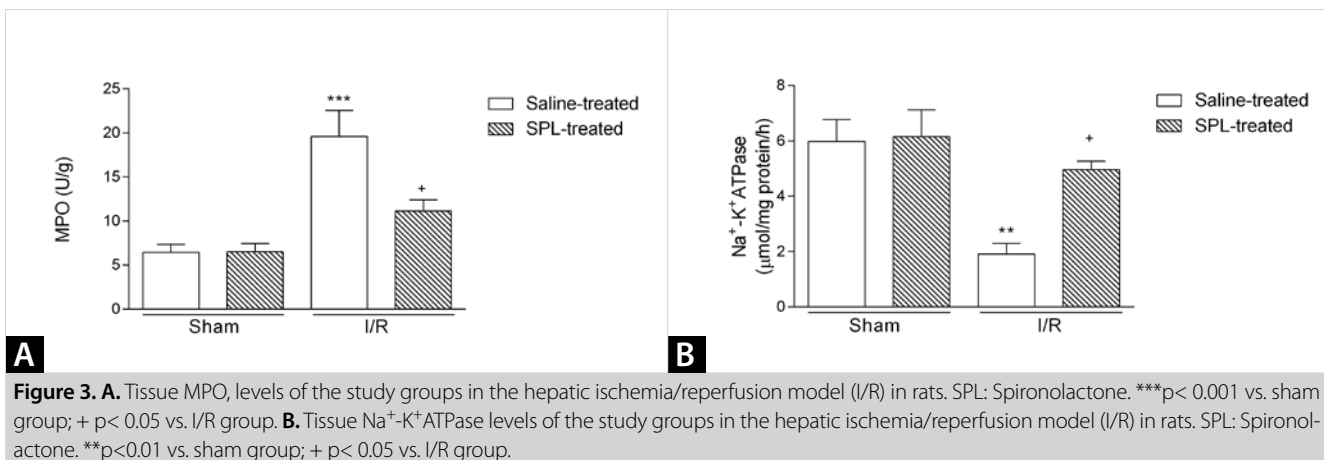 25
20
15
10
5
0
MPO (U/g)
***
+
Saline-treated
SPL-treated
Sham
I/R
A
8
6
4
2
0
Na⁺-K⁺ATPase
(μmol/mg protein/h)
**
+
Saline-treated
SPL-treated
Sham
I/R
B
Figure 3. A. Tissue MPO, levels of the study groups in the hepatic ischemia/reperfusion model (I/R) in rats. SPL: Spironolactone. ***p< 0.001 vs. sham
group; + p< 0.05 vs. I/R group. B. Tissue Na⁺-K⁺ATPase levels of the study groups in the hepatic ischemia/reperfusion model (I/R) in rats. SPL: Spironol-
actone. **p<0.01 vs. sham group; + p< 0.05 vs. I/R group.